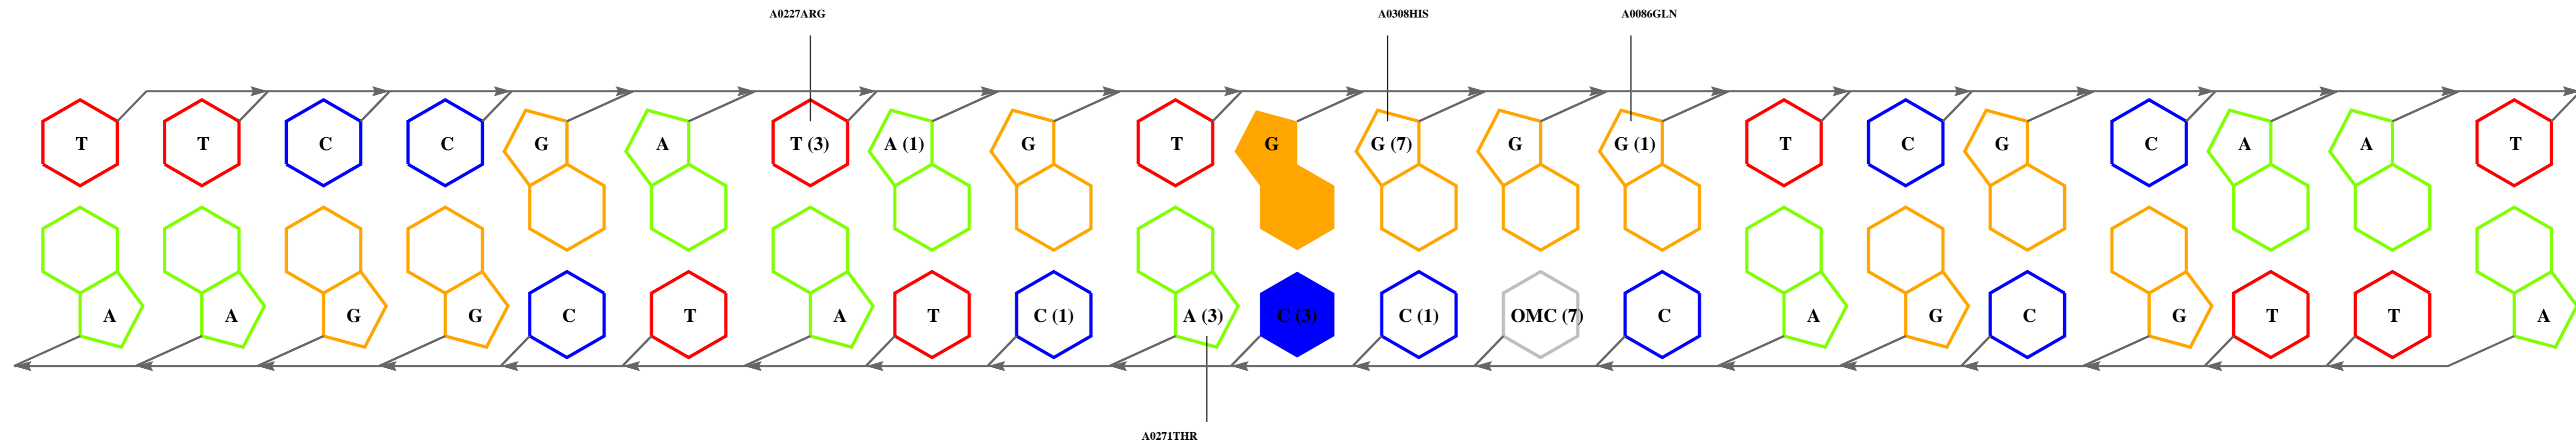 A0227ARG A0308HIS A0086GLN
T T C C G A T (3) A (1) G T G G (7) G G (1) T C G C A A T
A A G G C T A T C (1) A (3) C (3) C (1) OMC (7) C A G C G T T A
A0271THR